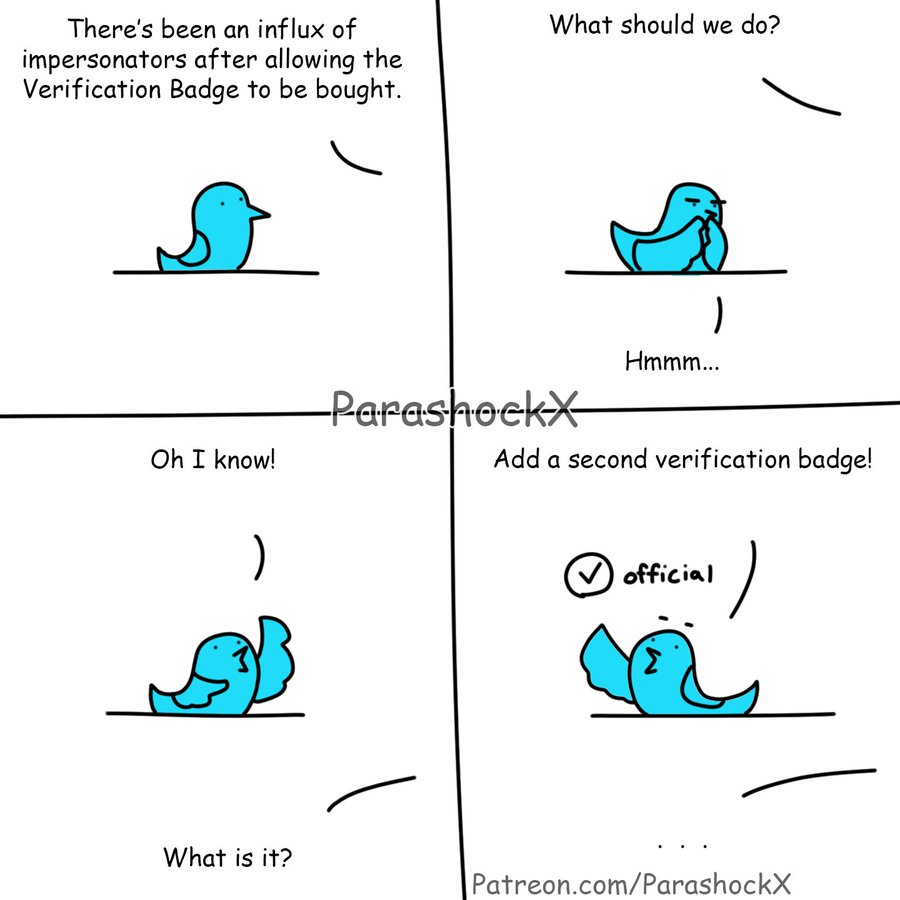 There's been an influx of
impersonators after allowing the
Verification Badge to be bought.
What should we do?
Hmmm...
ParashockX
Oh I know!
What is it?
Add a second verification badge!
official
. . .
Patreon.com/ParashockX